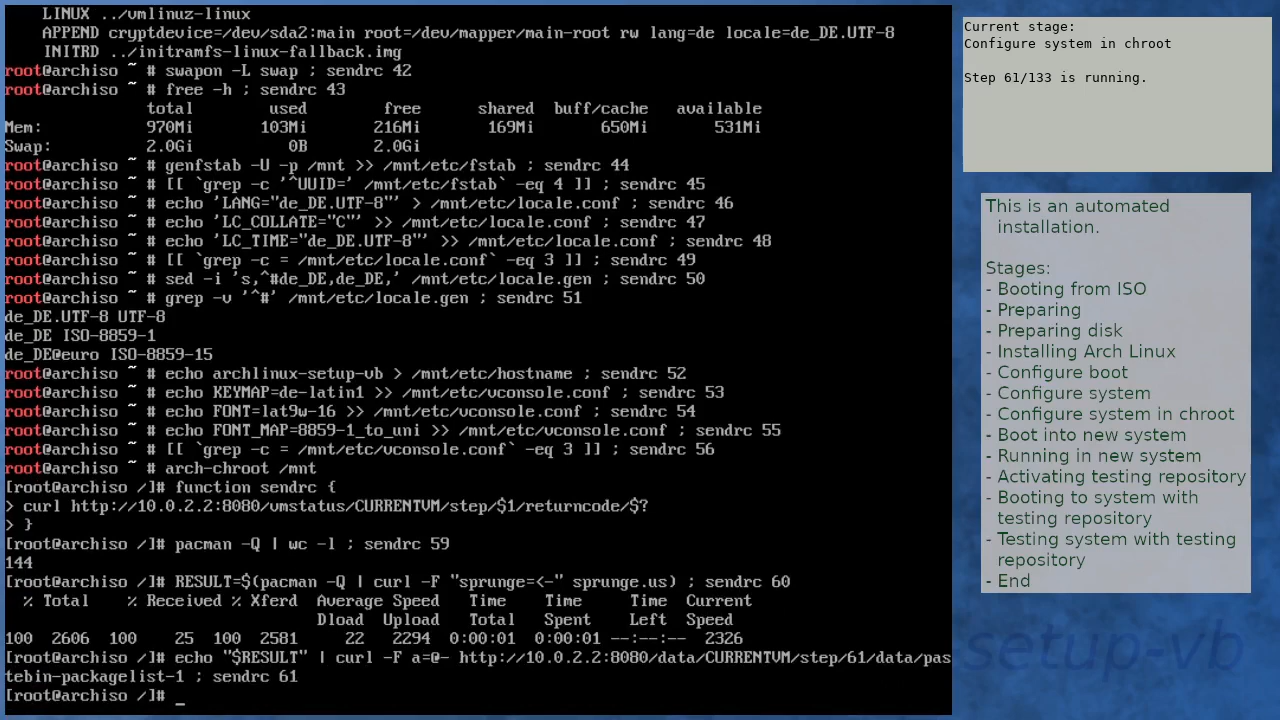 LINUX ../vmlinuz-linux
    APPEND cryptdevice=/dev/sda2:main root=/dev/mapper/main-root rw lang=de locale=de_DE.UTF-8
    INITRD ../initramfs-linux-fallback.img
root@archiso ~ # swapon -L swap ; sendrc 42
root@archiso ~ # free -h ; sendrc 43
               total        used        free      shared  buff/cache   available
Mem:           970Mi       103Mi       216Mi       169Mi       650Mi       531Mi
Swap:          2.0Gi          0B       2.0Gi
root@archiso ~ # genfstab -U -p /mnt >> /mnt/etc/fstab ; sendrc 44
root@archiso ~ # [[ `grep -c '^UUID=' /mnt/etc/fstab` -eq 4 ]] ; sendrc 45
root@archiso ~ # echo 'LANG="de_DE.UTF-8"' > /mnt/etc/locale.conf ; sendrc 46
root@archiso ~ # echo 'LC_COLLATE="C"' >> /mnt/etc/locale.conf ; sendrc 47
root@archiso ~ # echo 'LC_TIME="de_DE.UTF-8"' >> /mnt/etc/locale.conf ; sendrc 48
root@archiso ~ # [[ `grep -c = /mnt/etc/locale.conf` -eq 3 ]] ; sendrc 49
root@archiso ~ # sed -i 's,^#de_DE,de_DE,' /mnt/etc/locale.gen ; sendrc 50
root@archiso ~ # grep -v '^#' /mnt/etc/locale.gen ; sendrc 51
de_DE.UTF-8 UTF-8
de_DE ISO-8859-1
de_DE@euro ISO-8859-15
root@archiso ~ # echo archlinux-setup-vb > /mnt/etc/hostname ; sendrc 52
root@archiso ~ # echo KEYMAP=de-latin1 >> /mnt/etc/vconsole.conf ; sendrc 53
root@archiso ~ # echo FONT=lat9w-16 >> /mnt/etc/vconsole.conf ; sendrc 54
root@archiso ~ # echo FONT_MAP=8859-1_to_uni >> /mnt/etc/vconsole.conf ; sendrc 55
root@archiso ~ # [[ `grep -c = /mnt/etc/vconsole.conf` -eq 3 ]] ; sendrc 56
root@archiso ~ # arch-chroot /mnt
[root@archiso /]# function sendrc {
> curl http://10.0.2.2:8080/vmstatus/CURRENTVM/step/$1/returncode/$?
> }
[root@archiso /]# pacman -Q | wc -l ; sendrc 59
144
[root@archiso /]# RESULT=$(pacman -Q | curl -F "sprunge=<-" sprunge.us) ; sendrc 60
  % Total    % Received % Xferd  Average Speed   Time    Time     Time  Current
                                 Dload  Upload   Total   Spent    Left  Speed
100  2606  100    25  100  2581     22   2294  0:00:01  0:00:01 --:--:--  2326
[root@archiso /]# echo "$RESULT" | curl -F a=@- http://10.0.2.2:8080/data/CURRENTVM/step/61/data/pas
tebin-packagelist-1 ; sendrc 61
[root@archiso /]# _
Current stage:
Configure system in chroot
Step 61/133 is running.
This is an automated
installation.
Stages:
- Booting from ISO
- Preparing
- Preparing disk
- Installing Arch Linux
- Configure boot
- Configure system
- Configure system in chroot
- Boot into new system
- Running in new system
- Activating testing repository
- Booting to system with
testing repository
- Testing system with testing
repository
- End
setup-vb